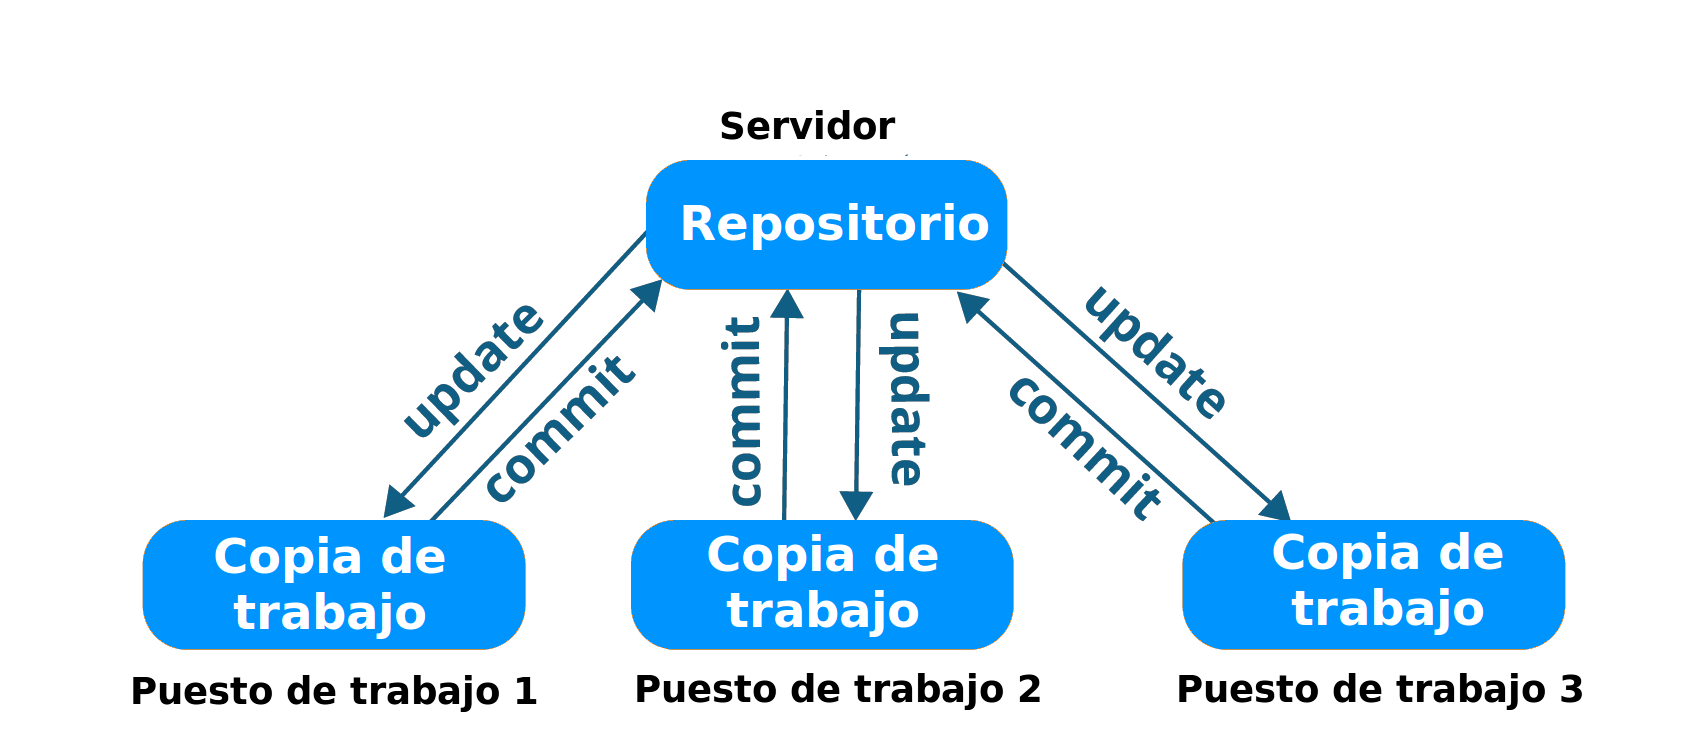 Servidor
Repositorio
update
commit
commit
update
commit
update
Copia de
trabajo
Copia de
trabajo
Copia de
trabajo
Puesto de trabajo 1
Puesto de trabajo 2
Puesto de trabajo 3